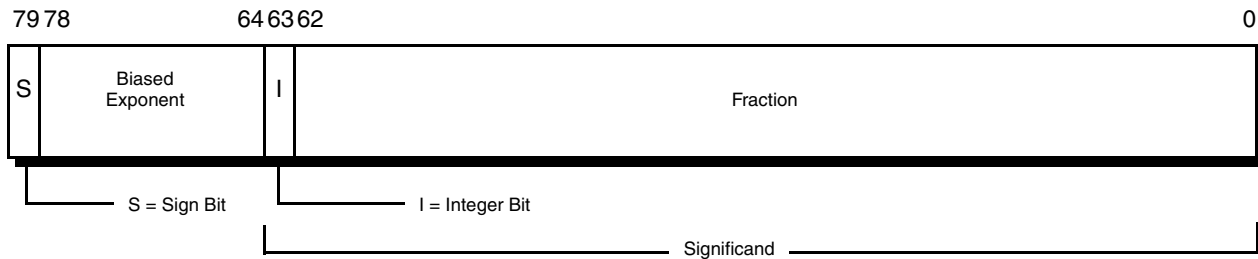 79 78 64 63 62 0
S Biased Exponent I Fraction
S = Sign Bit I = Integer Bit
Significand